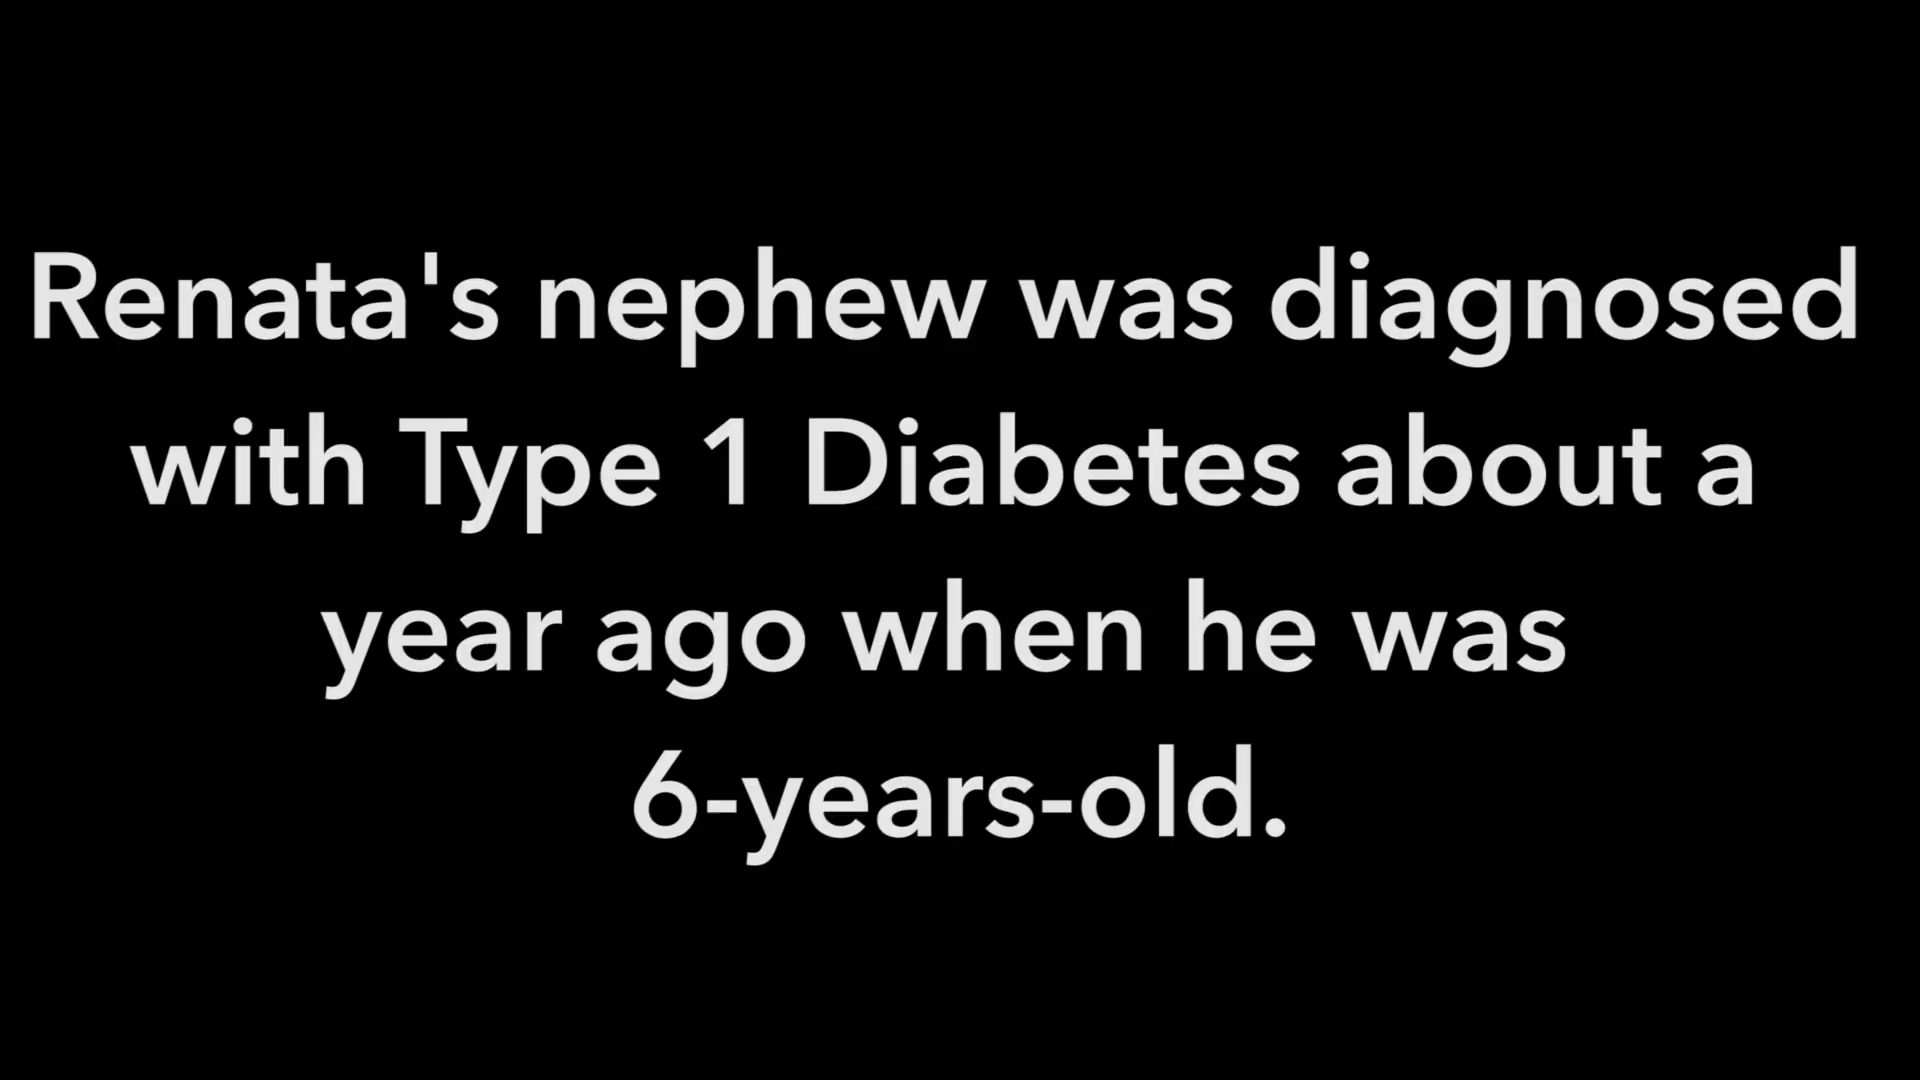 Renata's nephew was diagnosed
with Type 1 Diabetes about a
year ago when he was
6-years-old.